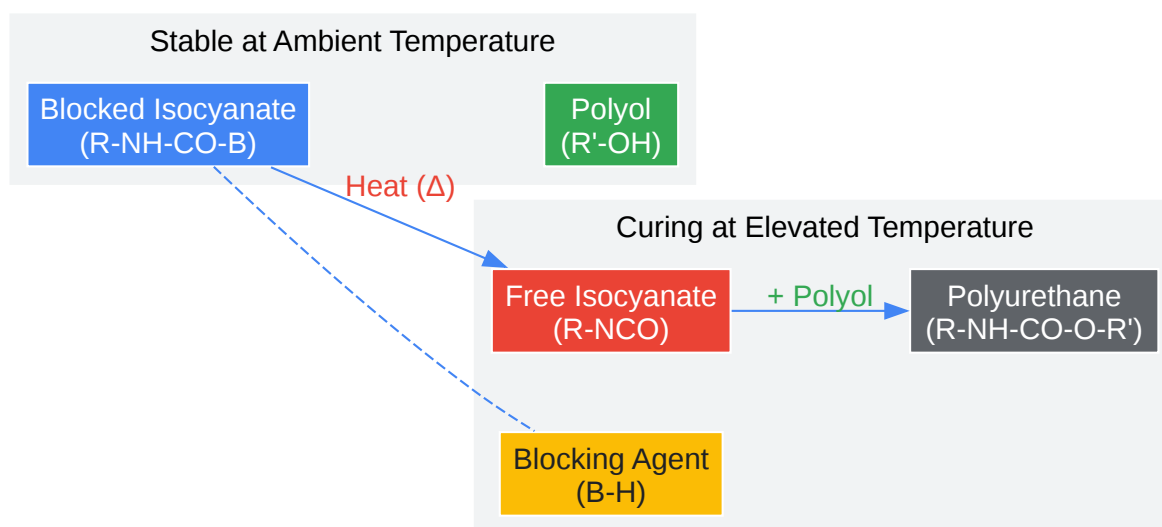 Stable at Ambient Temperature
Blocked Isocyanate
(R-NH-CO-B)
Polyol
(R'-OH)
Heat (Δ)
Curing at Elevated Temperature
Free Isocyanate
(R-NCO)
+ Polyol
Polyurethane
(R-NH-CO-O-R')
Blocking Agent
(B-H)